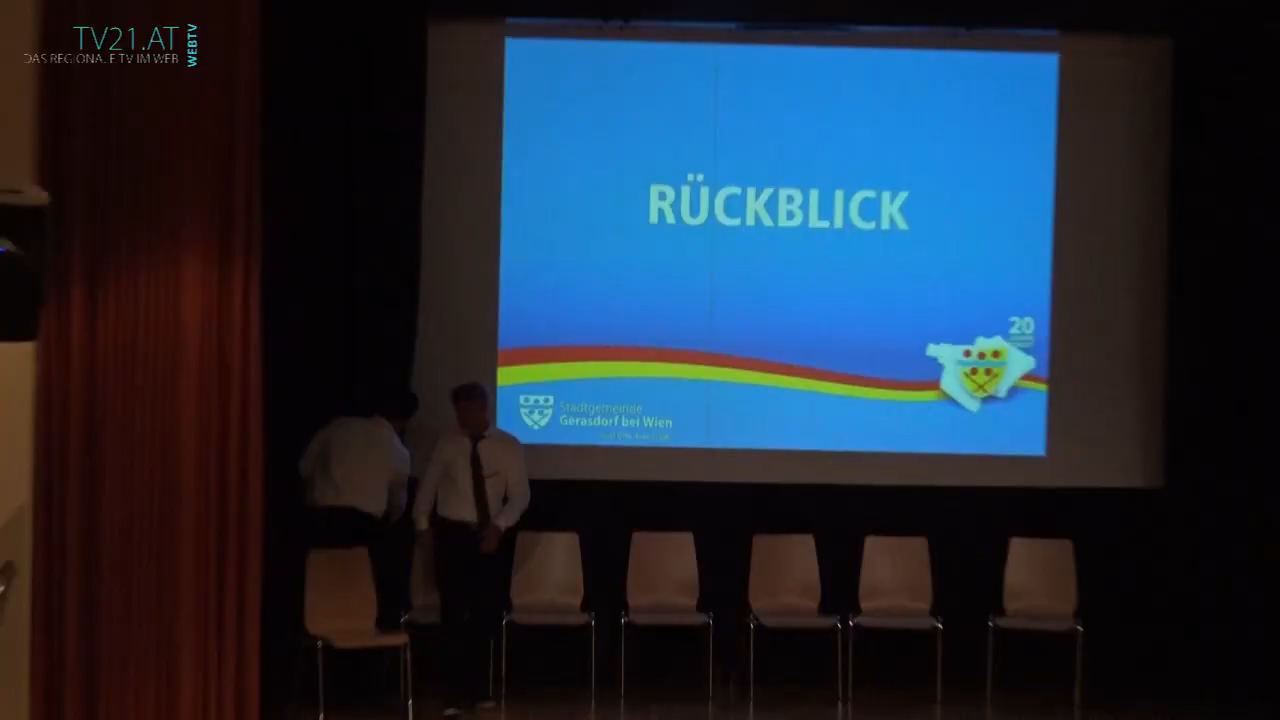 TV21.AT
WEBTV
DAS REGIONALE TV IM WEB
RÜCKBLICK
20
Stadtgemeinde
Gerasdorf bei Wien